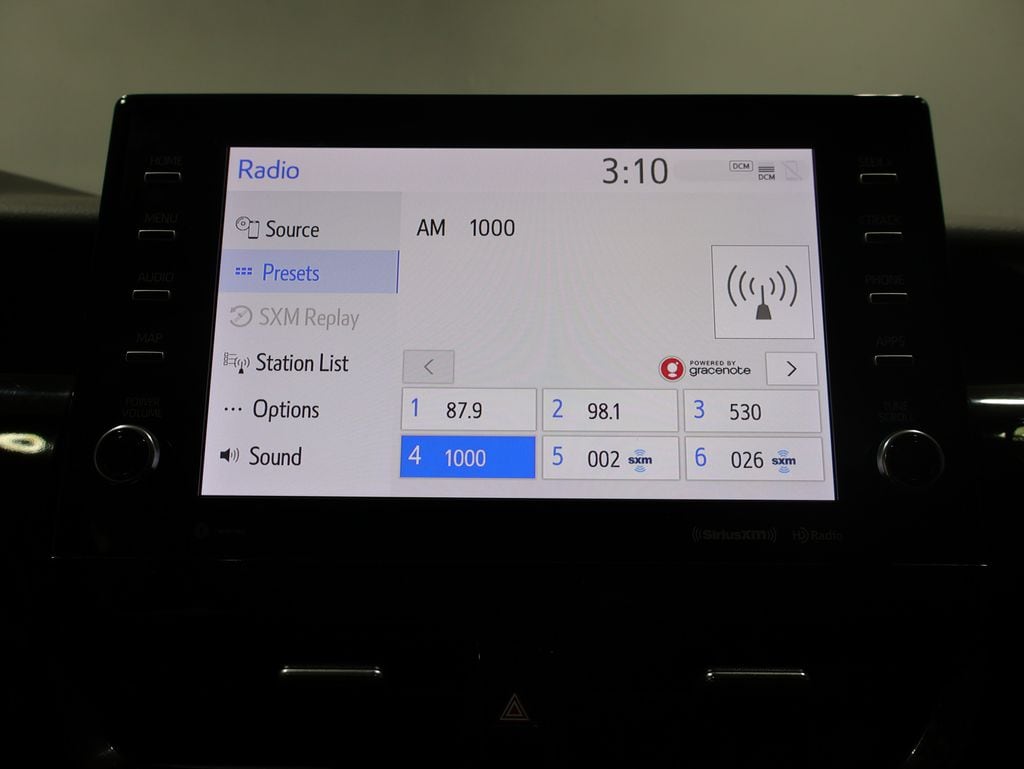 HOME
MENU
AUDIO
MAP
POWER
VOLUME
Radio
3:10
DCM
DCM
Source
Presets
SXM Replay
Station List
Options
Sound
AM 1000
POWERED BY
gracenote
1 87.9
2 98.1
3 530
4 1000
5 002 sxm
6 026 sxm
SEEK>
<TRACK
PHONE
APPS
TUNE
SCROLL
SiriusXM
HD Radio